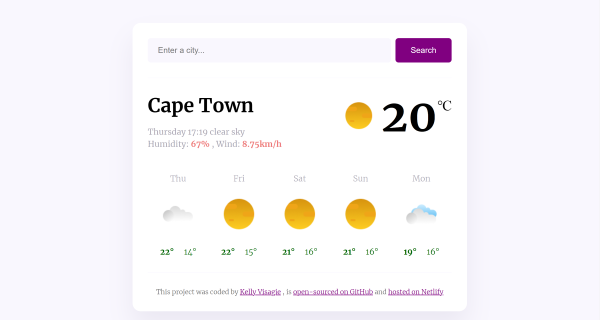 Enter a city...
Search
Cape Town
20°C
Thursday 17:19 clear sky
Humidity: 67% , Wind: 8.75km/h
Thu Fri Sat Sun Mon
22° 14° 22° 15° 21° 16° 21° 16° 19° 16°
This project was coded by Kelly Visagie , is open-sourced on GitHub and hosted on Netlify